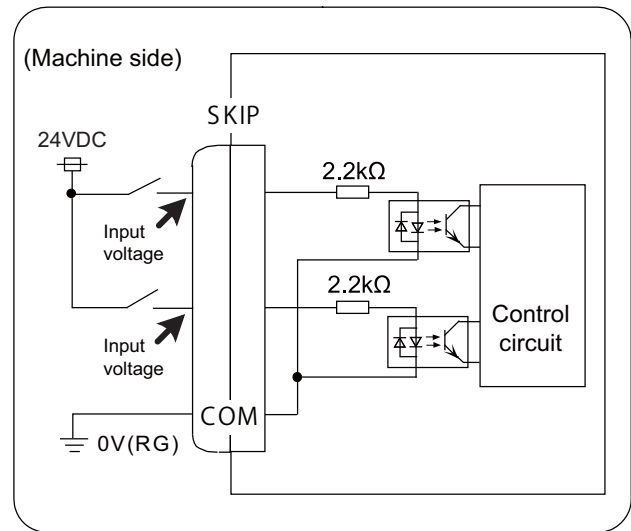 (Machine side)
SKIP
24VDC
2.2kΩ
Input
voltage
2.2kΩ
Control
circuit
Input
voltage
COM
0V(RG)